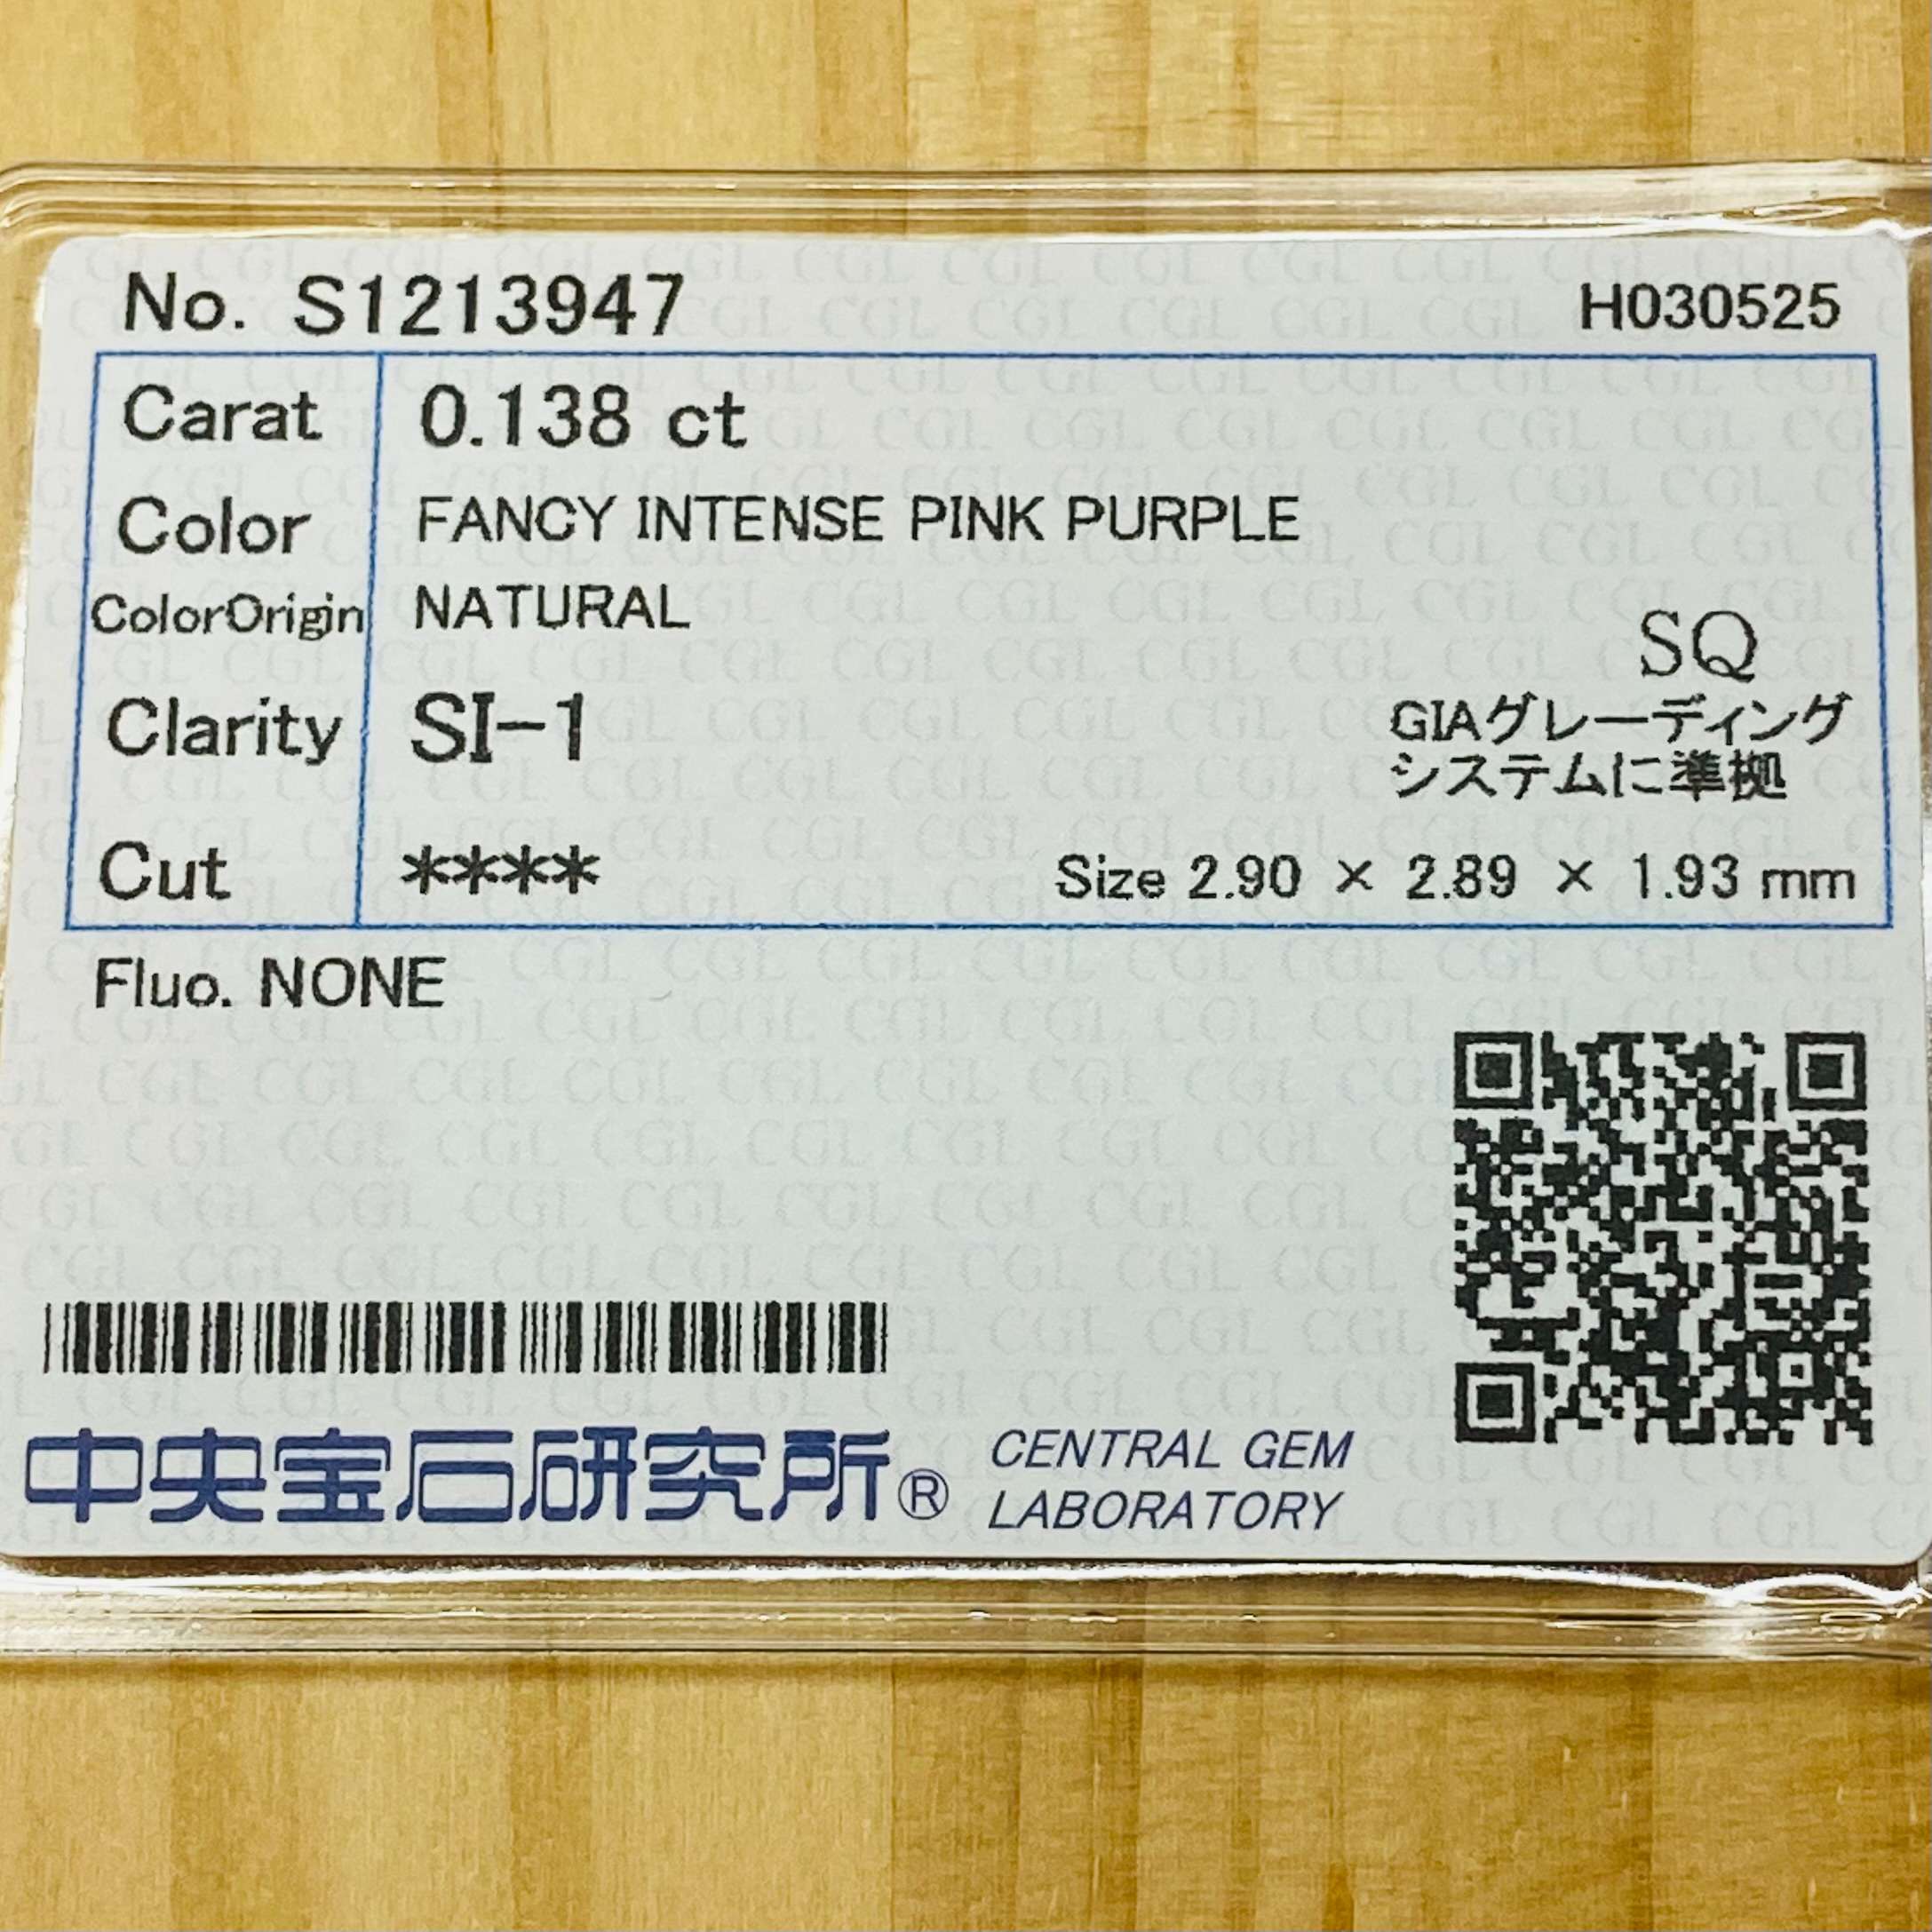 No. S1213947 H030525
Carat 0.138 ct
Color FANCY INTENSE PINK PURPLE
ColorOrigin NATURAL
SQ
Clarity SI-1 GIAグレーディング
システムに準拠
Cut **** Size 2.90 × 2.89 × 1.93 mm
Fluo. NONE
中央宝石研究所® CENTRAL GEM
LABORATORY